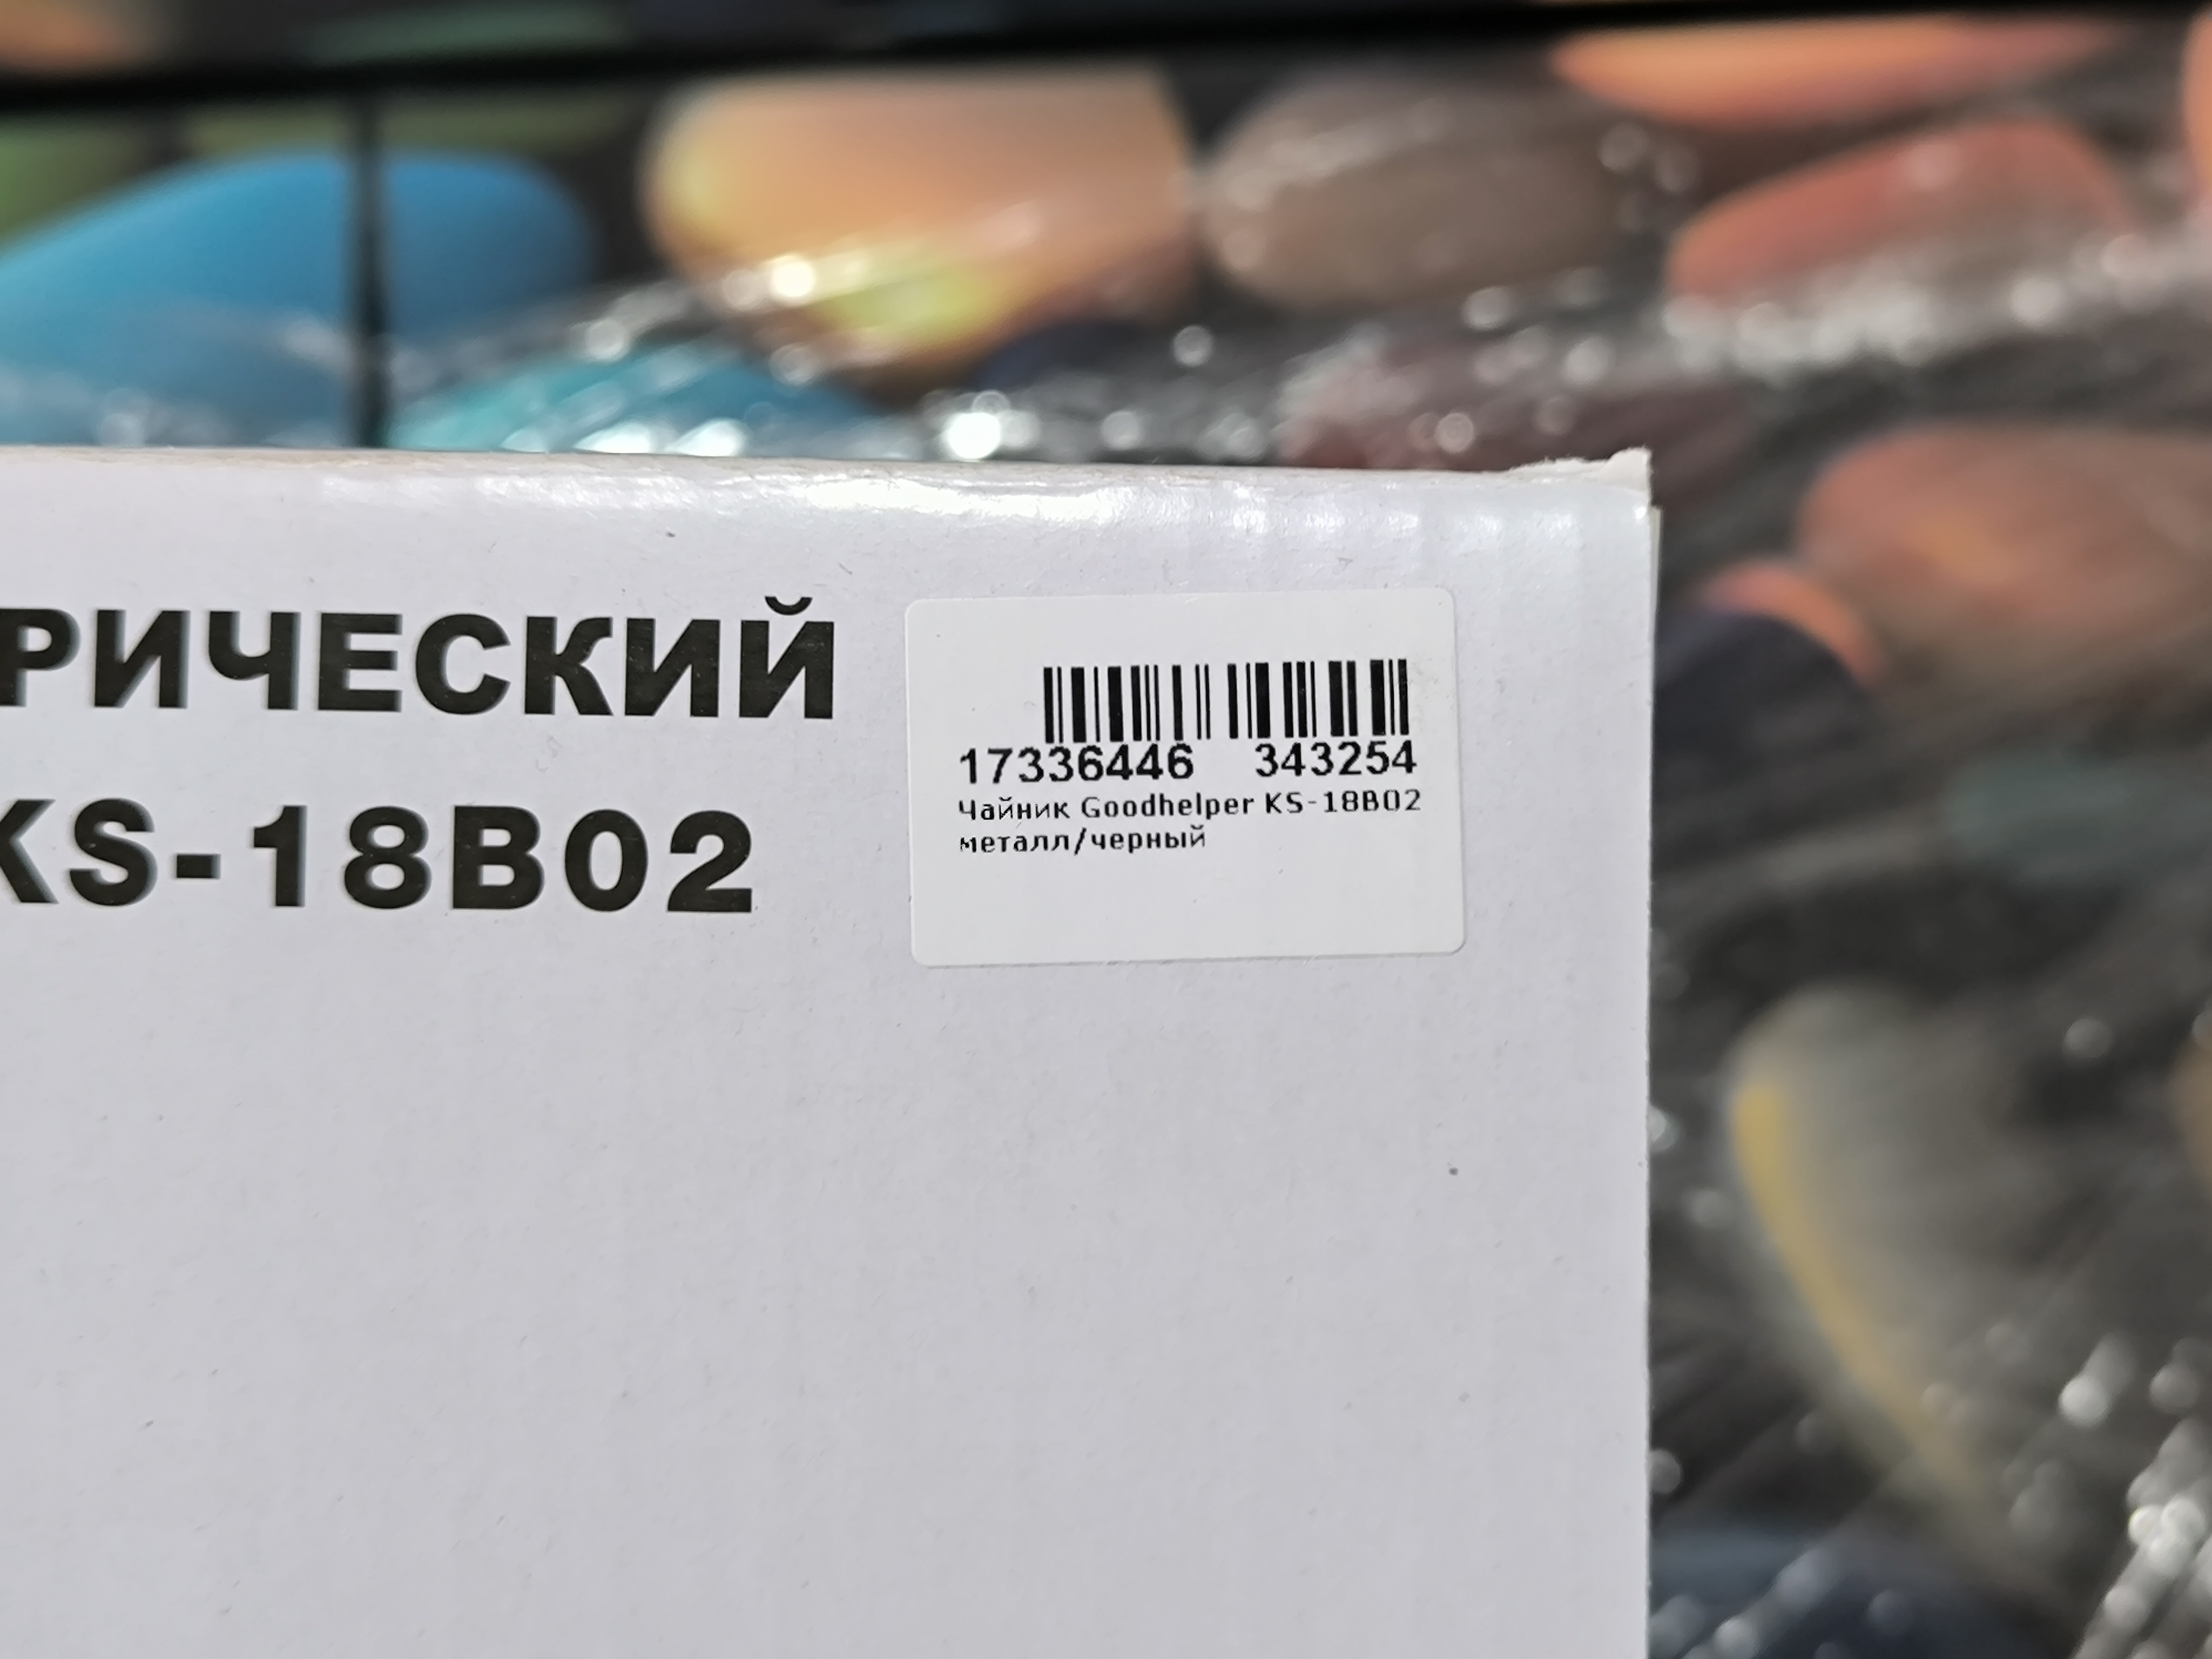 РИЧЕСКИЙ
KS-18B02
17336446 343254
Чайник Goodhelper KS-18B02
металл/черный